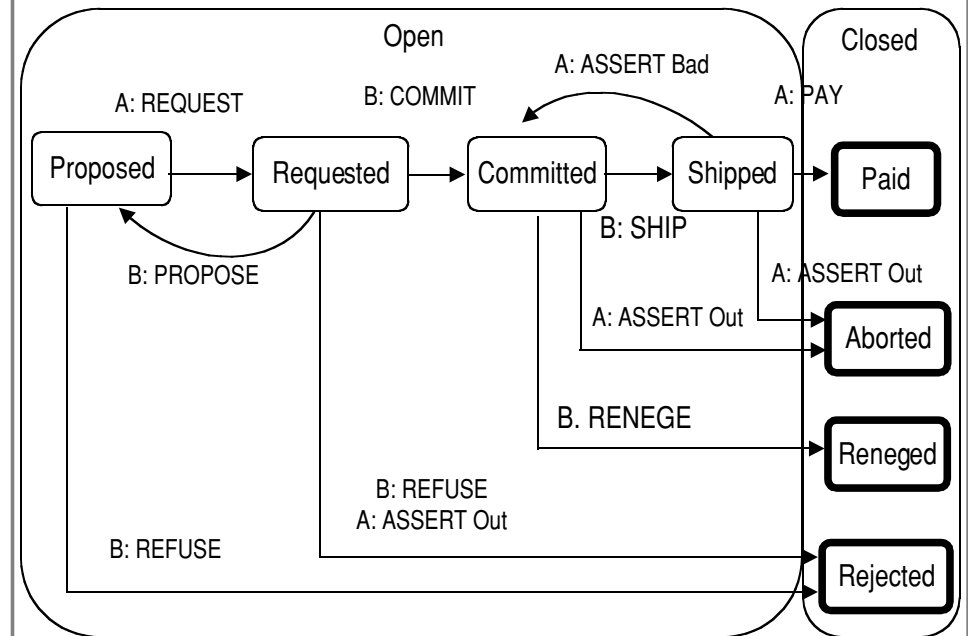 Open
Closed
A: ASSERT Bad
A: REQUEST
B: COMMIT
A: PAY
Proposed
Requested
Committed
Shipped
Paid
B: SHIP
B: PROPOSE
A: ASSERT Out
A: ASSERT Out
Aborted
B. RENEGE
Reneged
B: REFUSE
A: ASSERT Out
B: REFUSE
Rejected